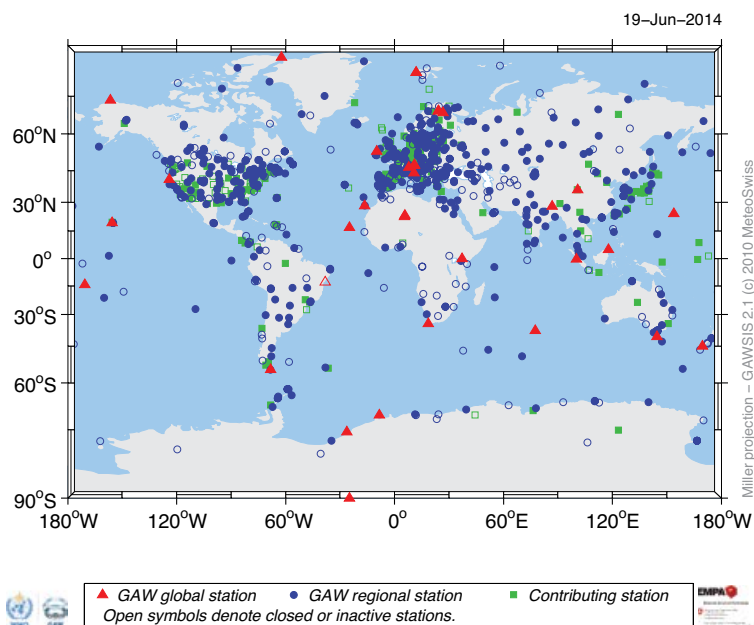 19–Jun–2014
60°N
30°N
0°
30°S
60°S
90°S
180°W
120°W
60°W
0°
60°E
120°E
180°W
Miller projection – GAWSIS 2.1 (c) 2010 MeteoSwiss
GAW global station
GAW regional station
Contributing station
Open symbols denote closed or inactive stations.
EMPA